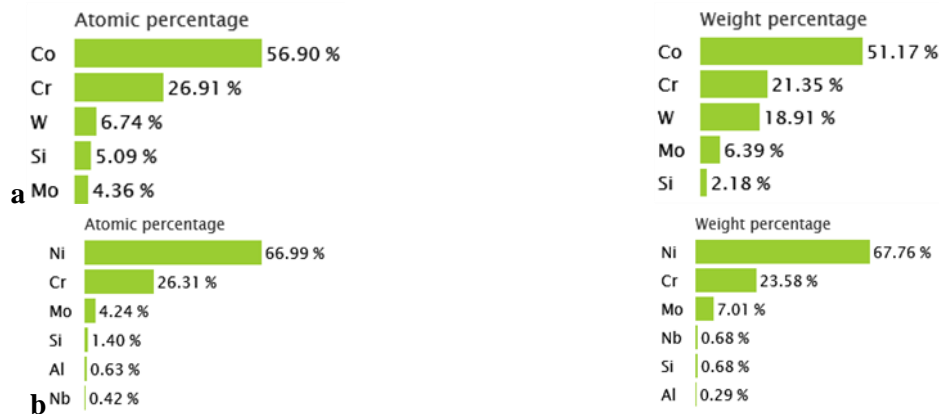 Atomic percentage
Co 56.90 %
Cr 26.91 %
W 6.74 %
Si 5.09 %
a Mo 4.36 %
Weight percentage
Co 51.17 %
Cr 21.35 %
W 18.91 %
Mo 6.39 %
Si 2.18 %
Atomic percentage
Ni 66.99 %
Cr 26.31 %
Mo 4.24 %
Si 1.40 %
Al 0.63 %
b Nb 0.42 %
Weight percentage
Ni 67.76 %
Cr 23.58 %
Mo 7.01 %
Nb 0.68 %
Si 0.68 %
Al 0.29 %